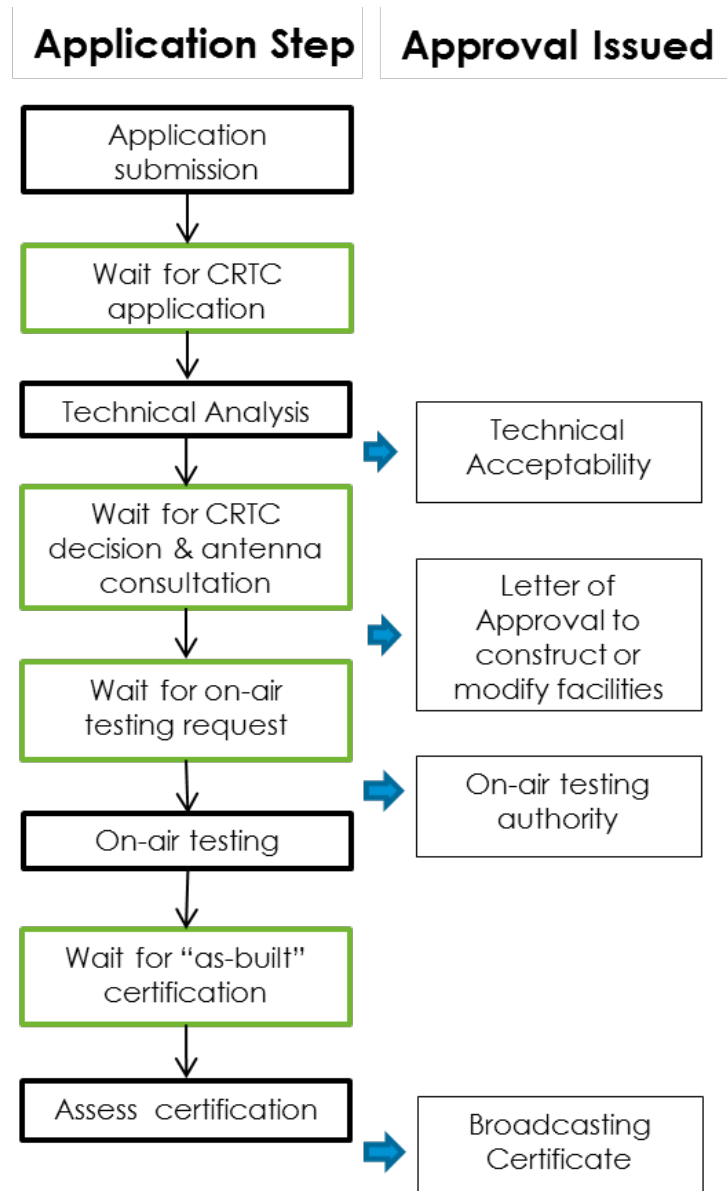 Application Step
Approval Issued
Application
submission
Wait for CRTC
application
Technical Analysis
Technical
Acceptability
Wait for CRTC
decision & antenna
consultation
Letter of
Approval to
construct or
modify facilities
Wait for on-air
testing request
On-air testing
authority
On-air testing
Wait for “as-built”
certification
Assess certification
Broadcasting
Certificate